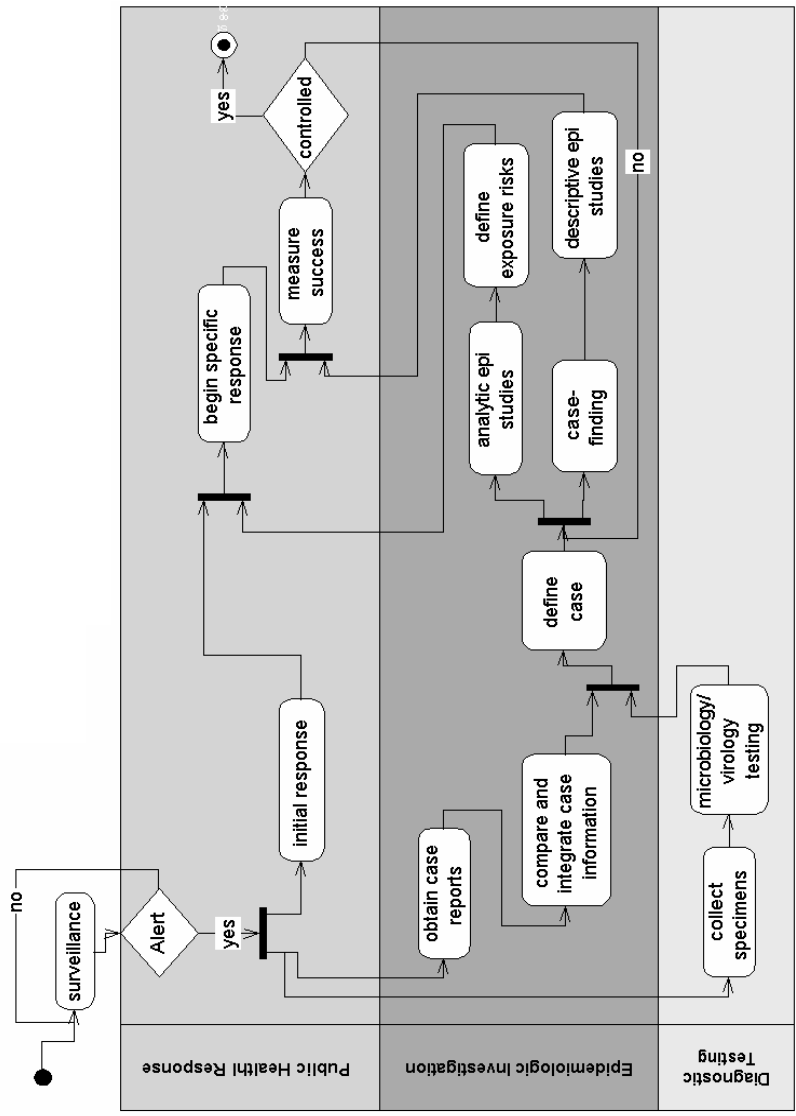 no
surveillance
Alert
yes
initial response
begin specific
response
measure
success
controlled
yes
no
obtain case
reports
compare and
integrate case
information
define
case
analytic epi
studies
define
exposure risks
case-
finding
descriptive epi
studies
collect
specimens
microbiology/
virology
testing
Public Health Response
Epidemiologic Investigation
Diagnostic
Testing